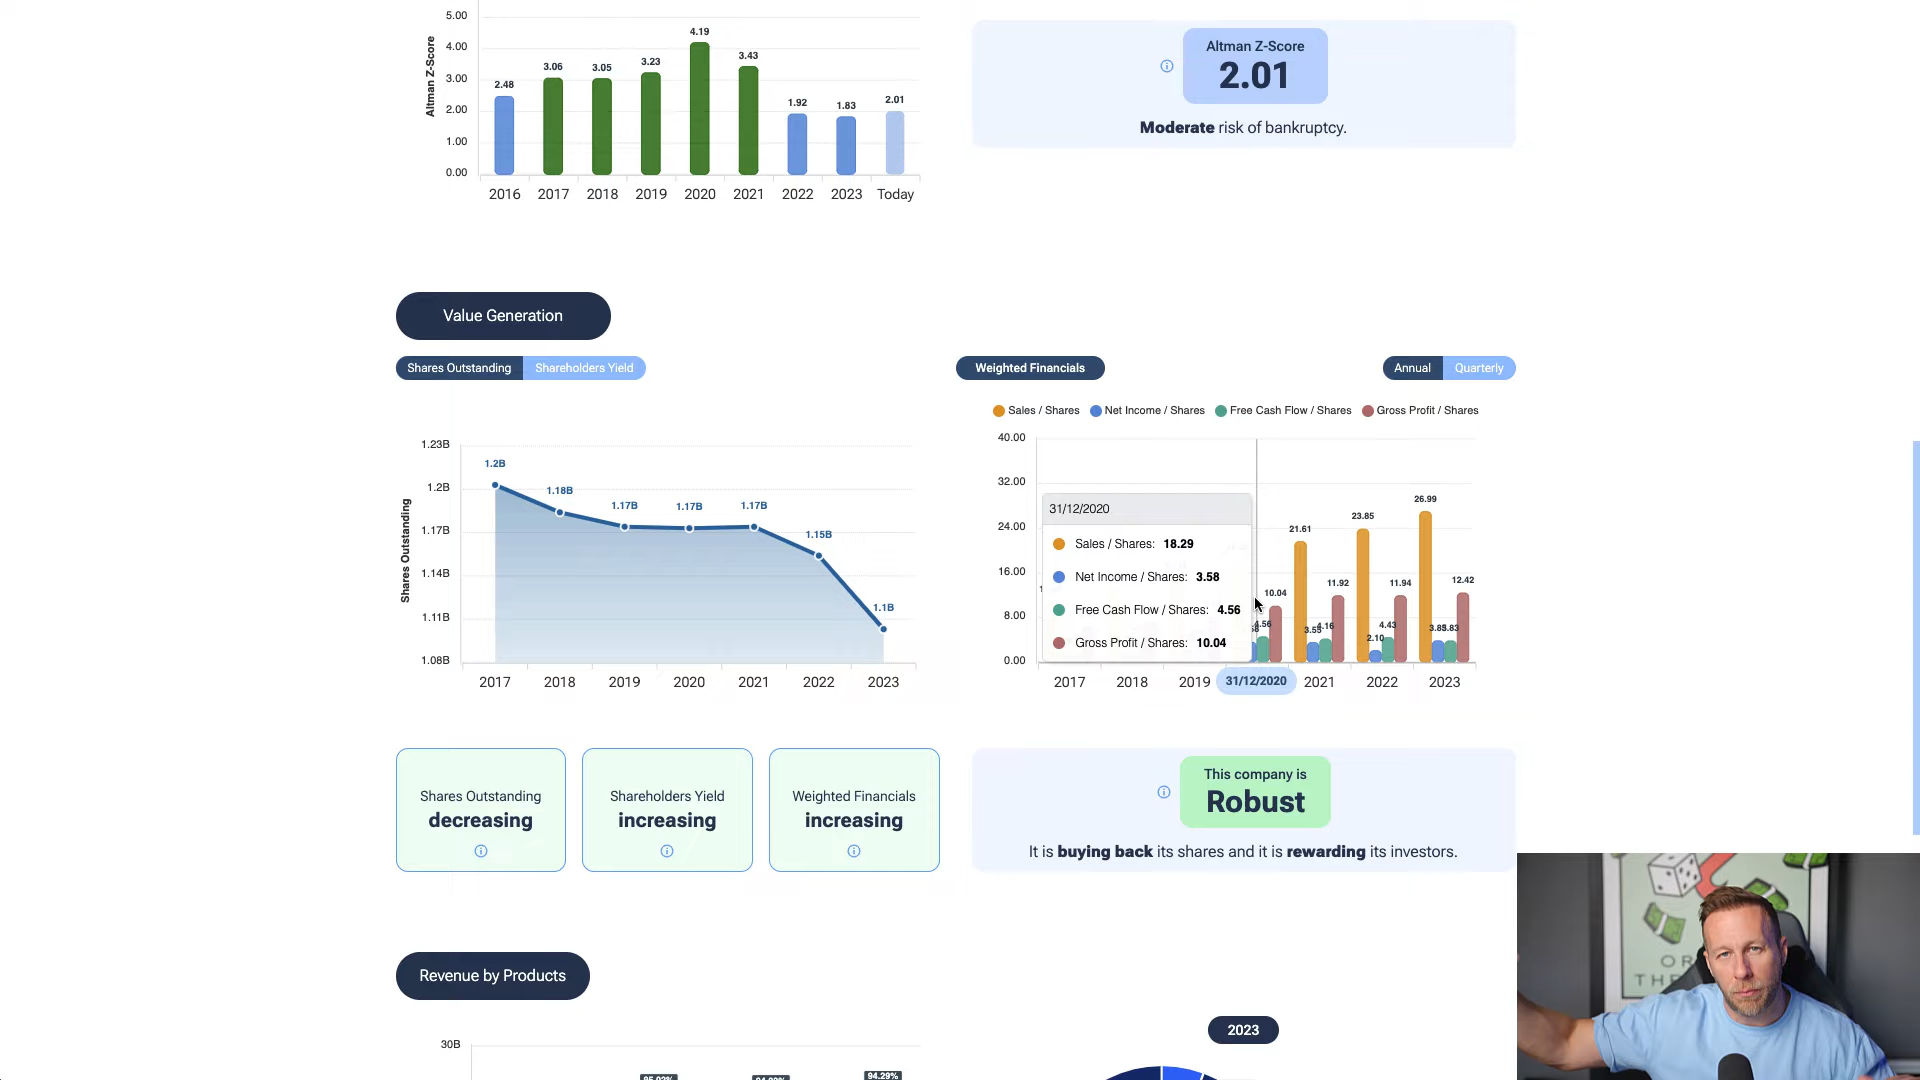 5.00
4.00
3.00
2.00
1.00
0.00
Altman Z-Score
2.48
3.06
3.05
3.23
4.19
3.43
1.92
1.83
2.01
2016 2017 2018 2019 2020 2021 2022 2023 Today
Altman Z-Score
2.01
Moderate risk of bankruptcy.
Value Generation
Shares Outstanding Shareholders Yield
Weighted Financials
Annual Quarterly
Sales / Shares Net Income / Shares Free Cash Flow / Shares Gross Profit / Shares
1.23B
1.2B
1.17B
1.14B
1.11B
1.08B
Shares Outstanding
1.2B
1.18B
1.17B
1.17B
1.17B
1.15B
1.1B
2017 2018 2019 2020 2021 2022 2023
40.00
32.00
24.00
16.00
8.00
0.00
31/12/2020
Sales / Shares: 18.29
Net Income / Shares: 3.58
Free Cash Flow / Shares: 4.56
Gross Profit / Shares: 10.04
10.04
4.56
21.61
3.55
4.16
11.92
23.85
2.10
4.43
11.94
26.99
3.83
12.42
2017 2018 2019 31/12/2020 2021 2022 2023
Shares Outstanding
decreasing
Shareholders Yield
increasing
Weighted Financials
increasing
This company is
Robust
It is buying back its shares and it is rewarding its investors.
Revenue by Products
30B
94.29%
2023
OR
THE